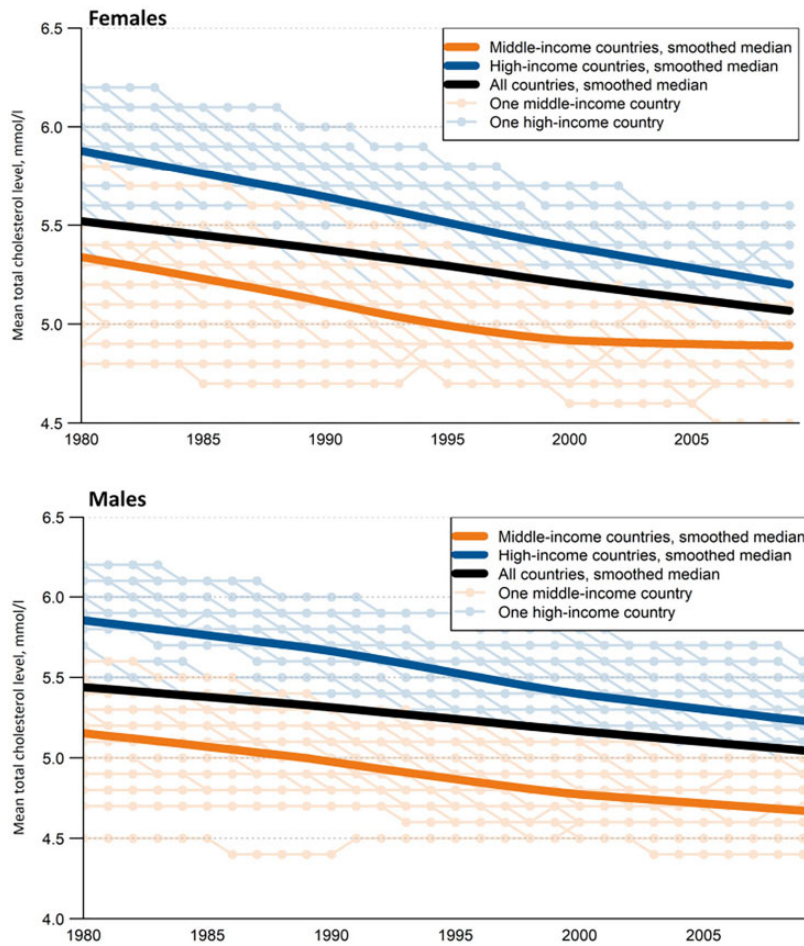 Females
Mean total cholesterol level, mmol/l
6.5
6.0
5.5
5.0
4.5
1980 1985 1990 1995 2000 2005
Middle-income countries, smoothed median
High-income countries, smoothed median
All countries, smoothed median
One middle-income country
One high-income country
Males
Mean total cholesterol level, mmol/l
6.5
6.0
5.5
5.0
4.5
4.0
1980 1985 1990 1995 2000 2005
Middle-income countries, smoothed median
High-income countries, smoothed median
All countries, smoothed median
One middle-income country
One high-income country